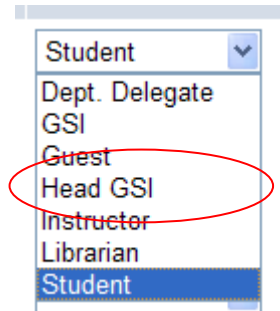 Student
Dept. Delegate
GSI
Guest
Head GSI
Instructor
Librarian
Student